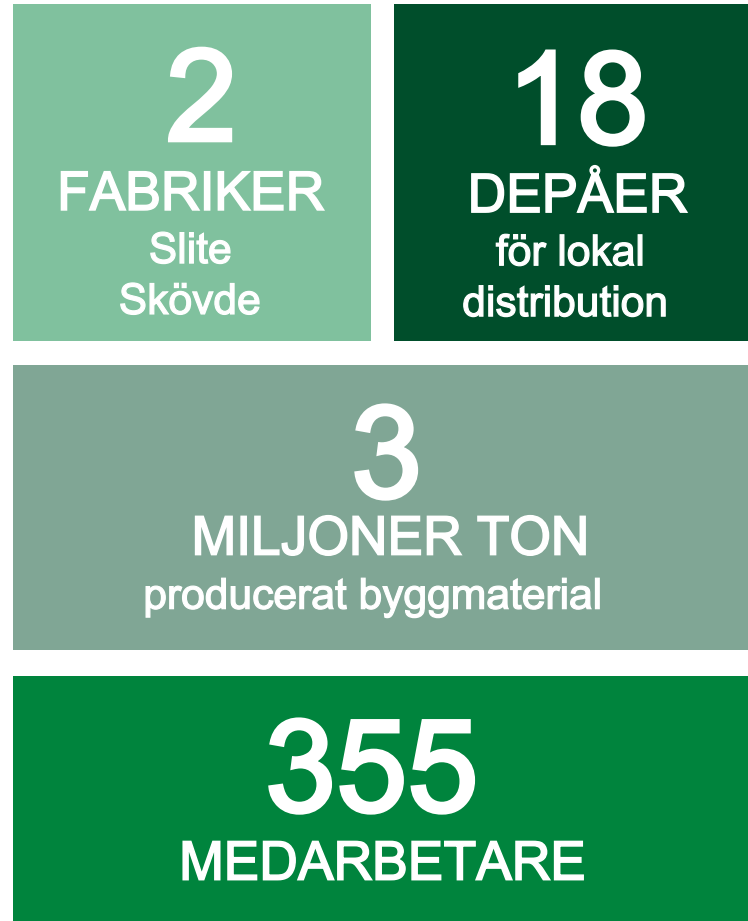 2
FABRIKER
Slite
Skövde
18
DEPÅER
för lokal
distribution
3
MILJONER TON
producerat byggmaterial
355
MEDARBETARE